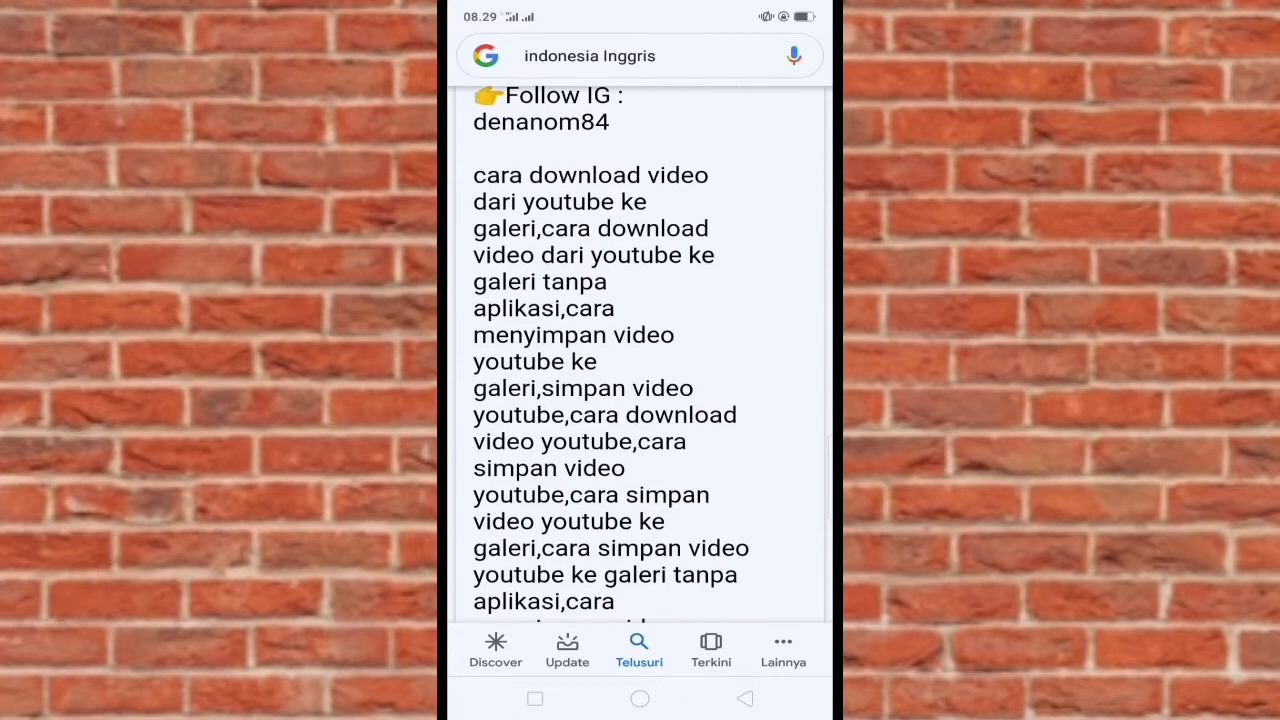 08.29
indonesia Inggris
👉Follow IG :
denanom84
cara download video
dari youtube ke
galeri,cara download
video dari youtube ke
galeri tanpa
aplikasi,cara
menyimpan video
youtube ke
galeri,simpan video
youtube,cara download
video youtube,cara
simpan video
youtube,cara simpan
video youtube ke
galeri,cara simpan video
youtube ke galeri tanpa
aplikasi,cara
Discover Update Telusuri Terkini Lainnya